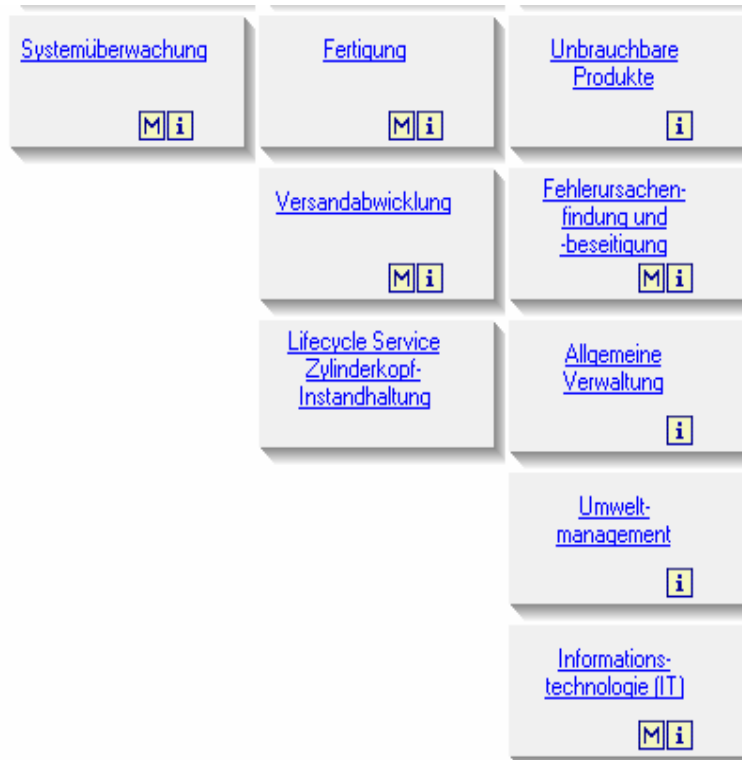 Systemüberwachung
M i
Fertigung
M i
Unbrauchbare
Produkte
i
Versandabwicklung
M i
Fehlerursachen-
findung und
-beseitigung
M i
Lifecycle Service
Zylinderkopf-
Instandhaltung
Allgemeine
Verwaltung
i
Umwelt-
management
i
Informations-
technologie (IT)
M i